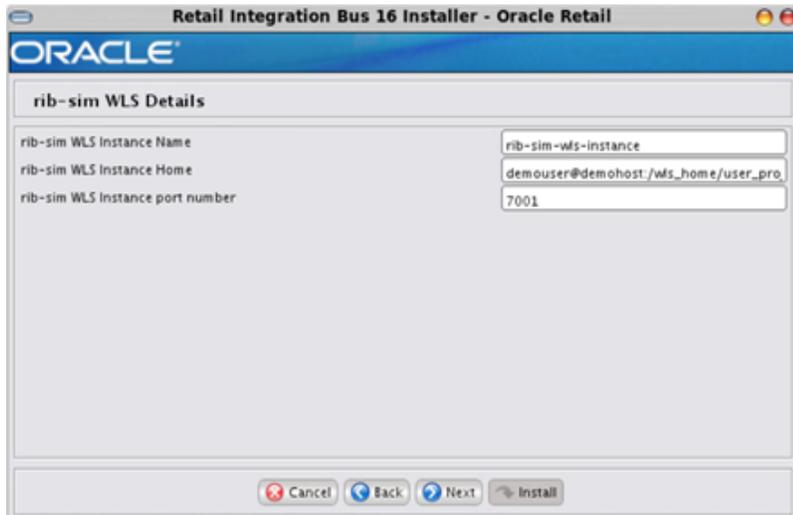 Retail Integration Bus 16 Installer - Oracle Retail
ORACLE
rib-sim WLS Details
rib-sim WLS Instance Name
rib-sim-wls-instance
rib-sim WLS Instance Home
demouser@demohost:/wls_home/user_pro
rib-sim WLS Instance port number
7001
Cancel
Back
Next
Install